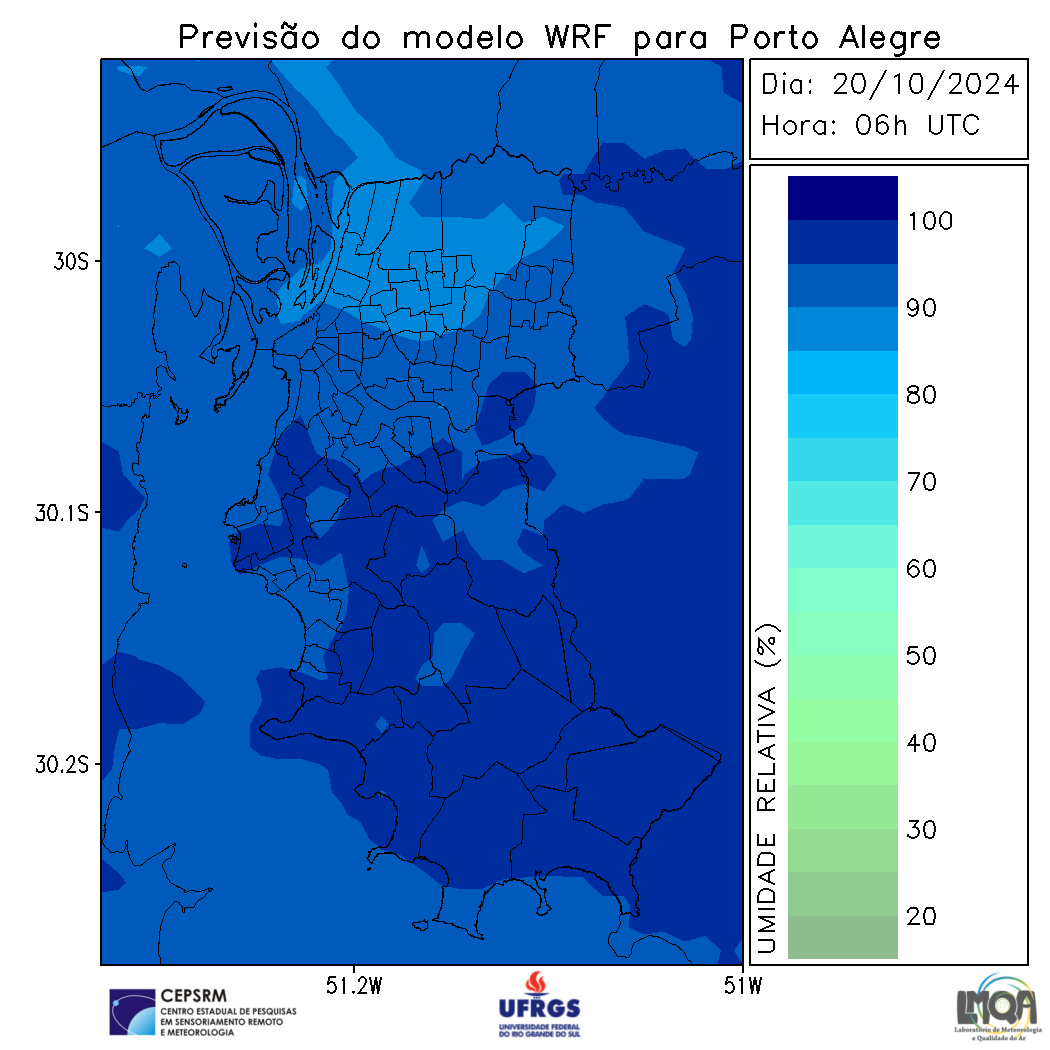 Previsão do modelo WRF para Porto Alegre
Dia: 20/10/2024
Hora: 06h UTC
30S
30.1S
30.2S
51.2W
51W
UMIDADE RELATIVA (%)
100
90
80
70
60
50
40
30
20
CEPSRM
CENTRO ESTADUAL DE PESQUISAS
EM SENSORIAMENTO REMOTO
E METEOROLOGIA
UFRGS
UNIVERSIDADE FEDERAL
DO RIO GRANDE DO SUL
LMQA
Laboratório de Meteorologia
e Qualidade do Ar